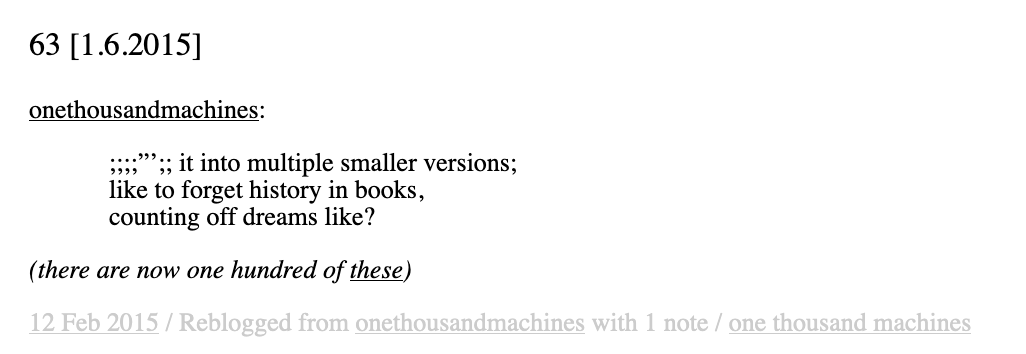 63 [1.6.2015]
onethousandmachines:
;;;;”’;; it into multiple smaller versions;
like to forget history in books,
counting off dreams like?
(there are now one hundred of these)
12 Feb 2015 / Reblogged from onethousandmachines with 1 note / one thousand machines